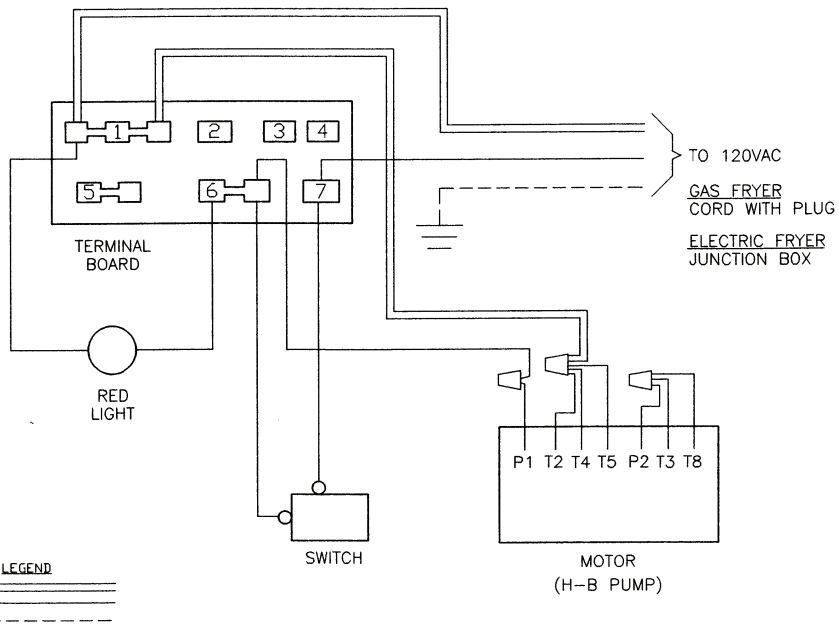 1 2 3 4
5 6 7
TERMINAL
BOARD
TO 120VAC
GAS FRYER
CORD WITH PLUG
ELECTRIC FRYER
JUNCTION BOX
RED
LIGHT
P1 T2 T4 T5 P2 T3 T8
SWITCH
MOTOR
(H-B PUMP)
LEGEND